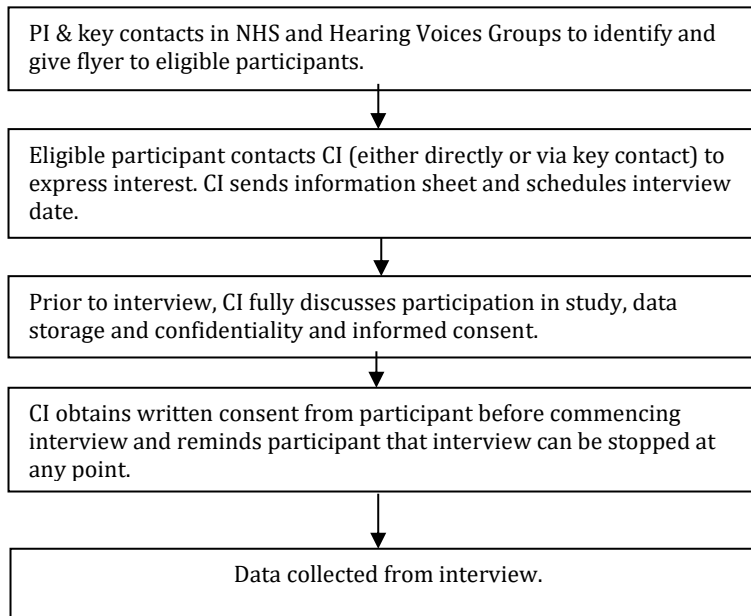 PI & key contacts in NHS and Hearing Voices Groups to identify and
give flyer to eligible participants.
Eligible participant contacts CI (either directly or via key contact) to
express interest. CI sends information sheet and schedules interview
date.
Prior to interview, CI fully discusses participation in study, data
storage and confidentiality and informed consent.
CI obtains written consent from participant before commencing
interview and reminds participant that interview can be stopped at
any point.
Data collected from interview.